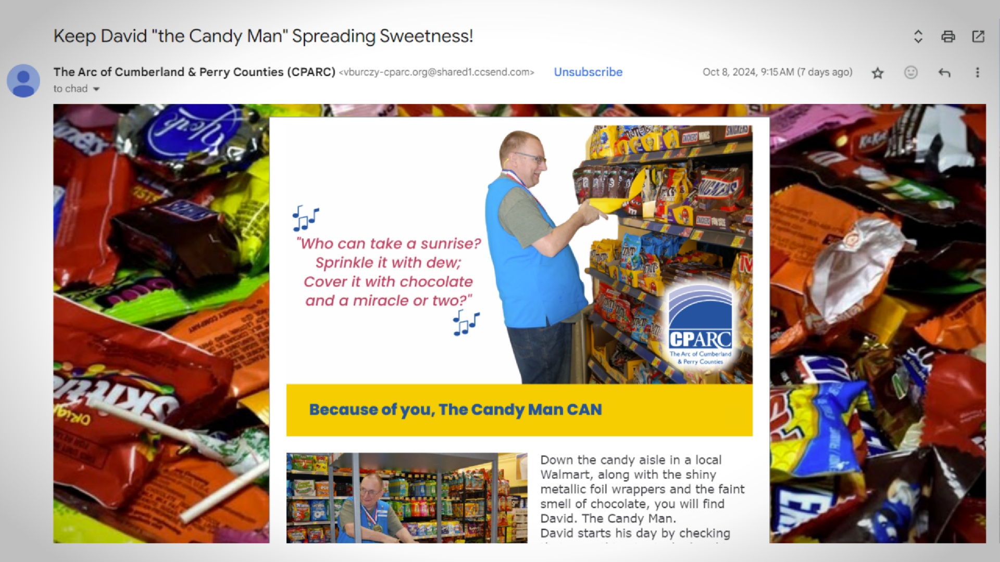 Keep David "the Candy Man" Spreading Sweetness!
The Arc of Cumberland & Perry Counties (CPARC) <vburczy-cparc.org@shared1.ccsend.com> Unsubscribe Oct 8, 2024, 9:15 AM (7 days ago)
to chad
York
Skittles
SNICKERS
SNICKERS
"Who can take a sunrise?
Sprinkle it with dew;
Cover it with chocolate
and a miracle or two?"
CPARC
The Arc of Cumberland
& Perry Counties
Because of you, The Candy Man CAN
Down the candy aisle in a local
Walmart, along with the shiny
metallic foil wrappers and the faint
smell of chocolate, you will find
David. The Candy Man.
David starts his day by checking